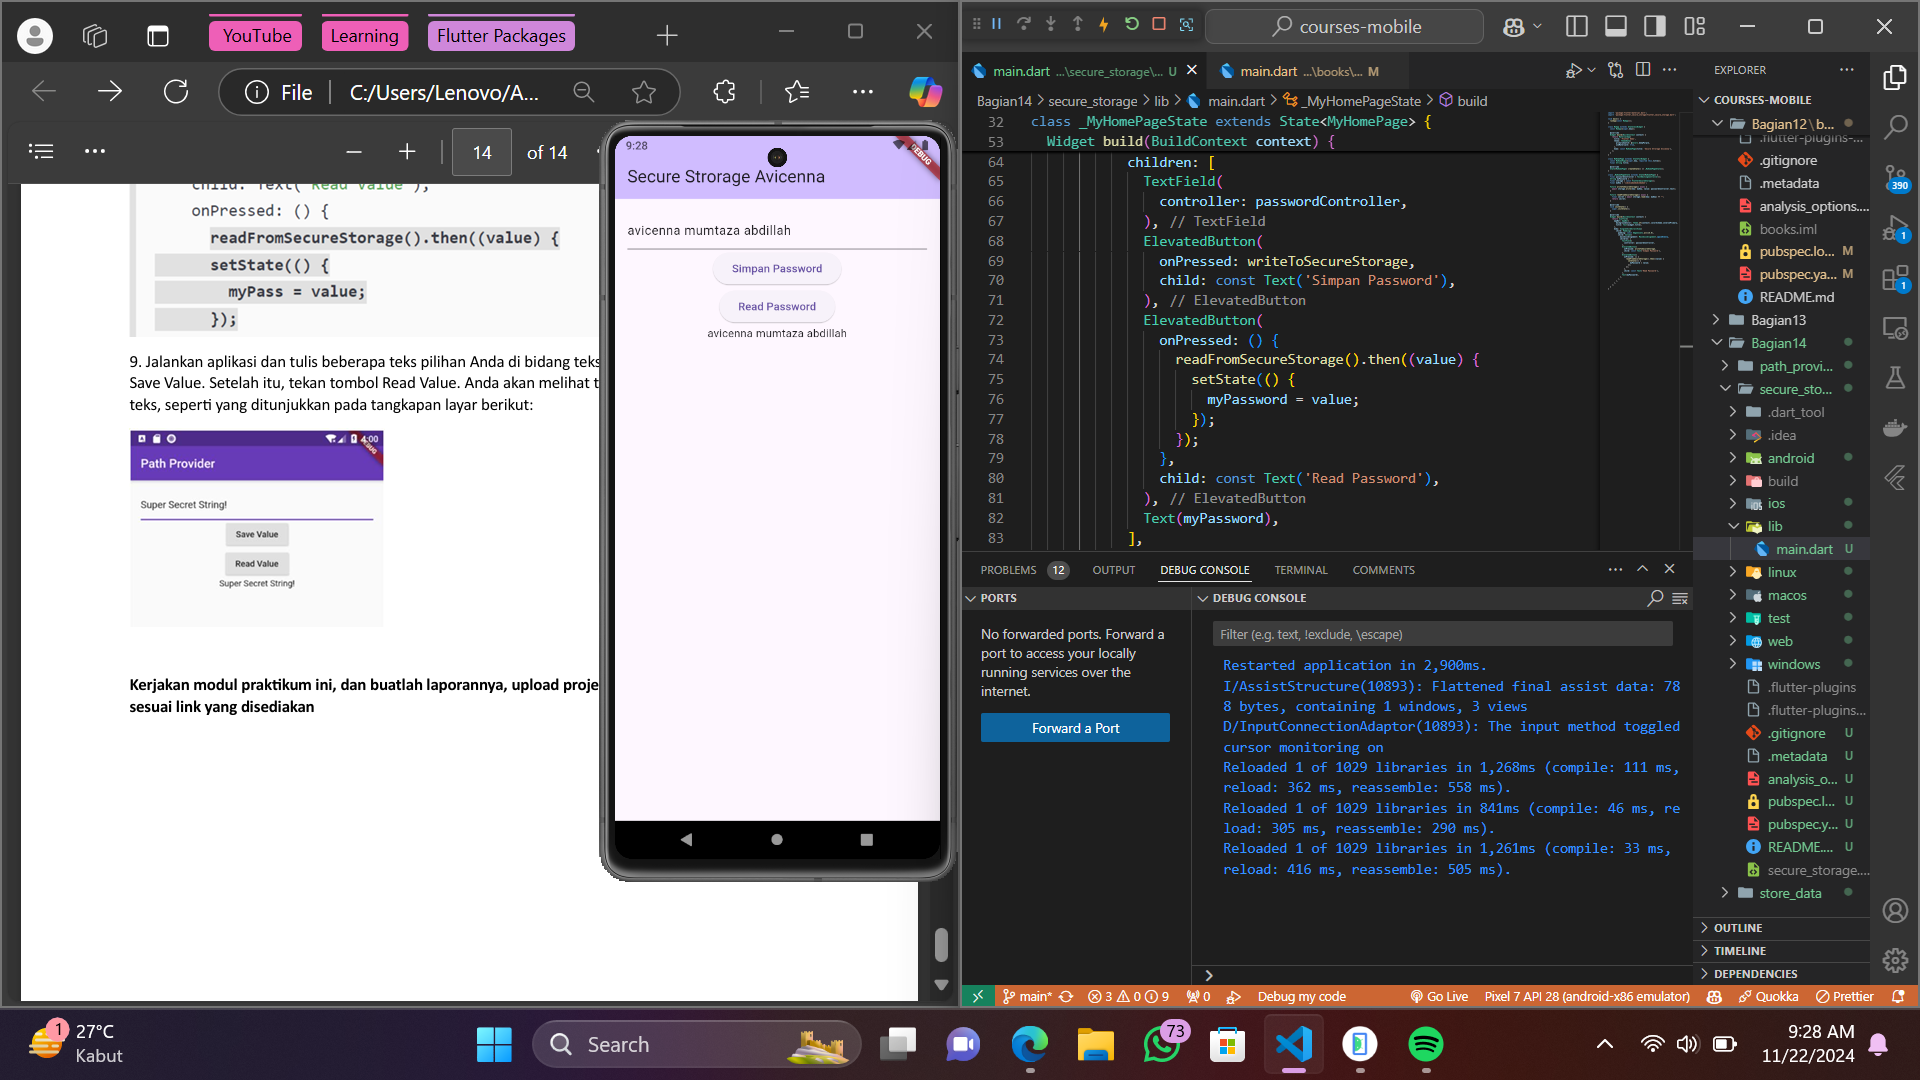 YouTube
Learning
Flutter Packages
File
C:/Users/Lenovo/A...
14
of 14
child: Text("Read Value"),
onPressed: () {
readFromSecureStorage().then((value) {
setState(() {
myPass = value;
});
9. Jalankan aplikasi dan tulis beberapa teks pilihan Anda di bidang teks
Save Value. Setelah itu, tekan tombol Read Value. Anda akan melihat t
teks, seperti yang ditunjukkan pada tangkapan layar berikut:
4:00
Path Provider
Super Secret String!
Save Value
Read Value
Super Secret String!
Kerjakan modul praktikum ini, dan buatlah laporannya, upload proje
sesuai link yang disediakan
9:28
DEBUG
Secure Strorage Avicenna
avicenna mumtaza abdillah
Simpan Password
Read Password
avicenna mumtaza abdillah
courses-mobile
main.dart ...\secure_storage\... U
main.dart ...\books\... M
Bagian14 > secure_storage > lib > main.dart > _MyHomePageState > build
32 class _MyHomePageState extends State<MyHomePage> {
53 Widget build(BuildContext context) {
64 children: [
65 TextField(
66 controller: passwordController,
67 ), // TextField
68 ElevatedButton(
69 onPressed: writeToSecureStorage,
70 child: const Text('Simpan Password'),
71 ), // ElevatedButton
72 ElevatedButton(
73 onPressed: () {
74 readFromSecureStorage().then((value) {
75 setState(() {
76 myPassword = value;
77 });
78 });
79 },
80 child: const Text('Read Password'),
81 ), // ElevatedButton
82 Text(myPassword),
83 ],
PROBLEMS 12
OUTPUT
DEBUG CONSOLE
TERMINAL
COMMENTS
PORTS
No forwarded ports. Forward a
port to access your locally
running services over the
internet.
Forward a Port
DEBUG CONSOLE
Filter (e.g. text, !exclude, \escape)
Restarted application in 2,900ms.
I/AssistStructure(10893): Flattened final assist data: 78
8 bytes, containing 1 windows, 3 views
D/InputConnectionAdaptor(10893): The input method toggled
cursor monitoring on
Reloaded 1 of 1029 libraries in 1,268ms (compile: 111 ms,
reload: 362 ms, reassemble: 558 ms).
Reloaded 1 of 1029 libraries in 841ms (compile: 46 ms, re
load: 305 ms, reassemble: 290 ms).
Reloaded 1 of 1029 libraries in 1,261ms (compile: 33 ms,
reload: 416 ms, reassemble: 505 ms).
EXPLORER
COURSES-MOBILE
Bagian12\b...
.flutter-plugins-...
.gitignore
.metadata
analysis_options....
books.iml
pubspec.lo... M
pubspec.ya... M
README.md
Bagian13
Bagian14
path_provi...
secure_sto...
.dart_tool
.idea
android
build
ios
lib
main.dart U
linux
macos
test
web
windows
.flutter-plugins
.flutter-plugins...
.gitignore U
.metadata U
analysis_o... U
pubspec.l... U
pubspec.y... U
README.... U
secure_storage....
store_data
OUTLINE
TIMELINE
DEPENDENCIES
390
1
1
main*
3
0
9
0
Debug my code
Go Live
Pixel 7 API 28 (android-x86 emulator)
Quokka
Prettier
1
27°C
Kabut
Search
73
9:28 AM
11/22/2024